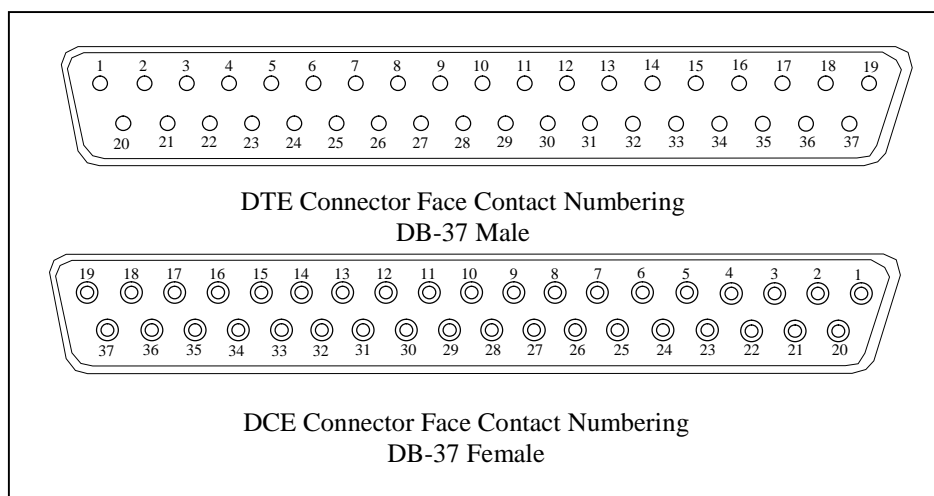 1 2 3 4 5 6 7 8 9 10 11 12 13 14 15 16 17 18 19
20 21 22 23 24 25 26 27 28 29 30 31 32 33 34 35 36 37
DTE Connector Face Contact Numbering
DB-37 Male
19 18 17 16 15 14 13 12 11 10 9 8 7 6 5 4 3 2 1
37 36 35 34 33 32 31 30 29 28 27 26 25 24 23 22 21 20
DCE Connector Face Contact Numbering
DB-37 Female